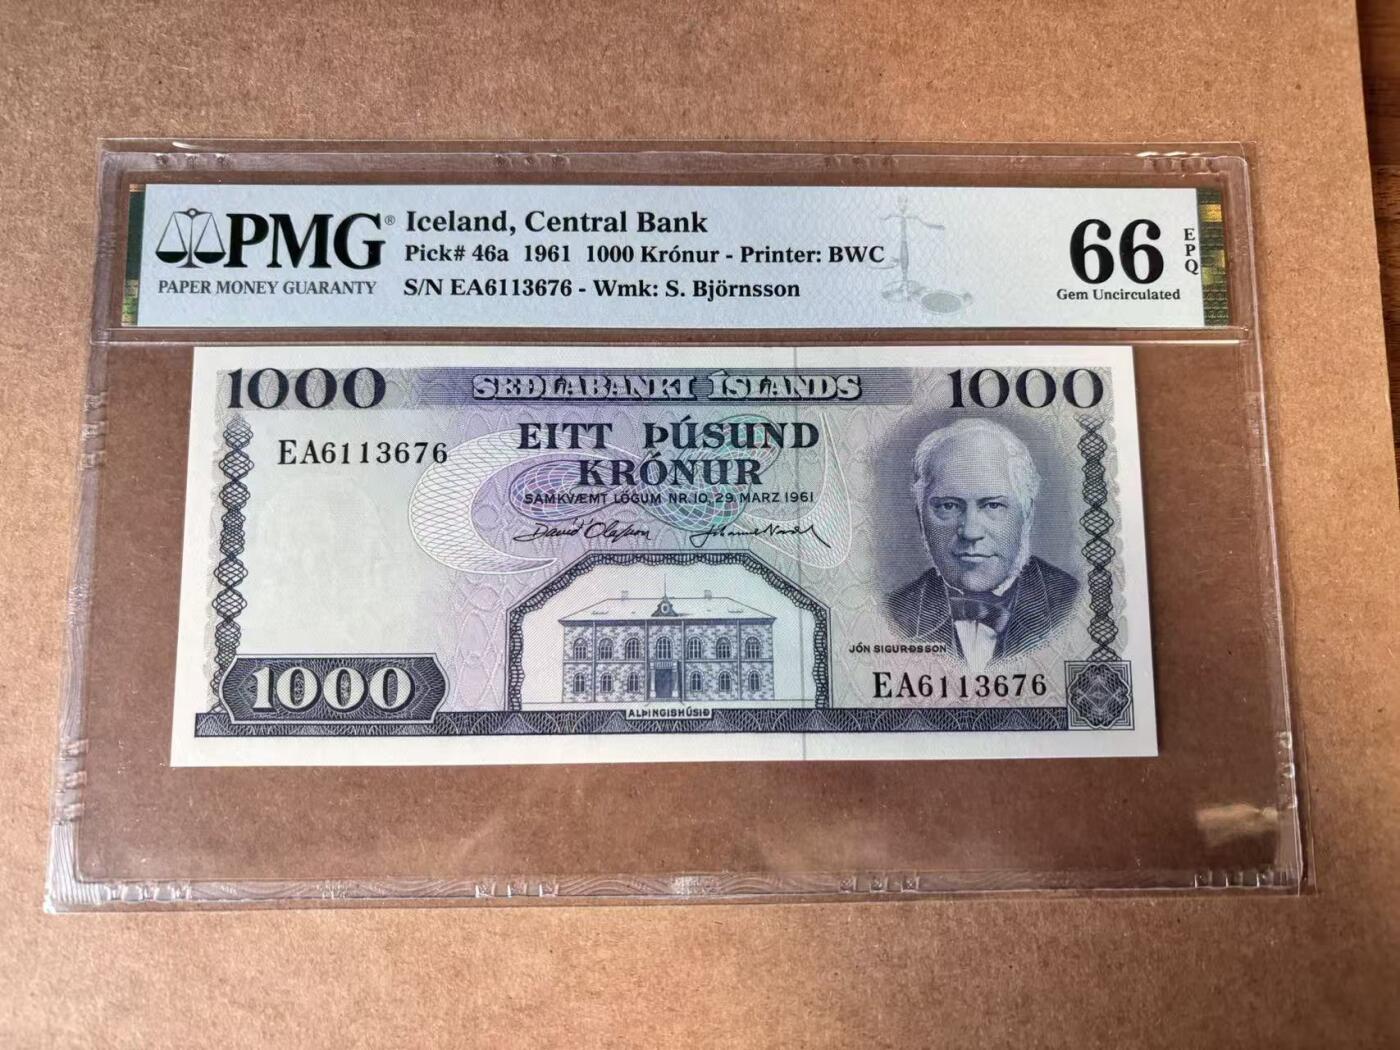 PMG®
PAPER MONEY GUARANTY
Iceland, Central Bank
Pick# 46a 1961 1000 Krónur - Printer: BWC
S/N EA6113676 - Wmk: S. Björnsson
66
EPQ
Gem Uncirculated
1000
SEÐLABANKI ÍSLANDS
1000
EITT ÞÚSUND
KRÓNUR
EA6113676
SAMKVÆMT LÖGUM NR.10, 29. MARZ 1961
JÓN SIGURÐSSON
EA6113676
1000
ALÞINGISHÚSIÐ